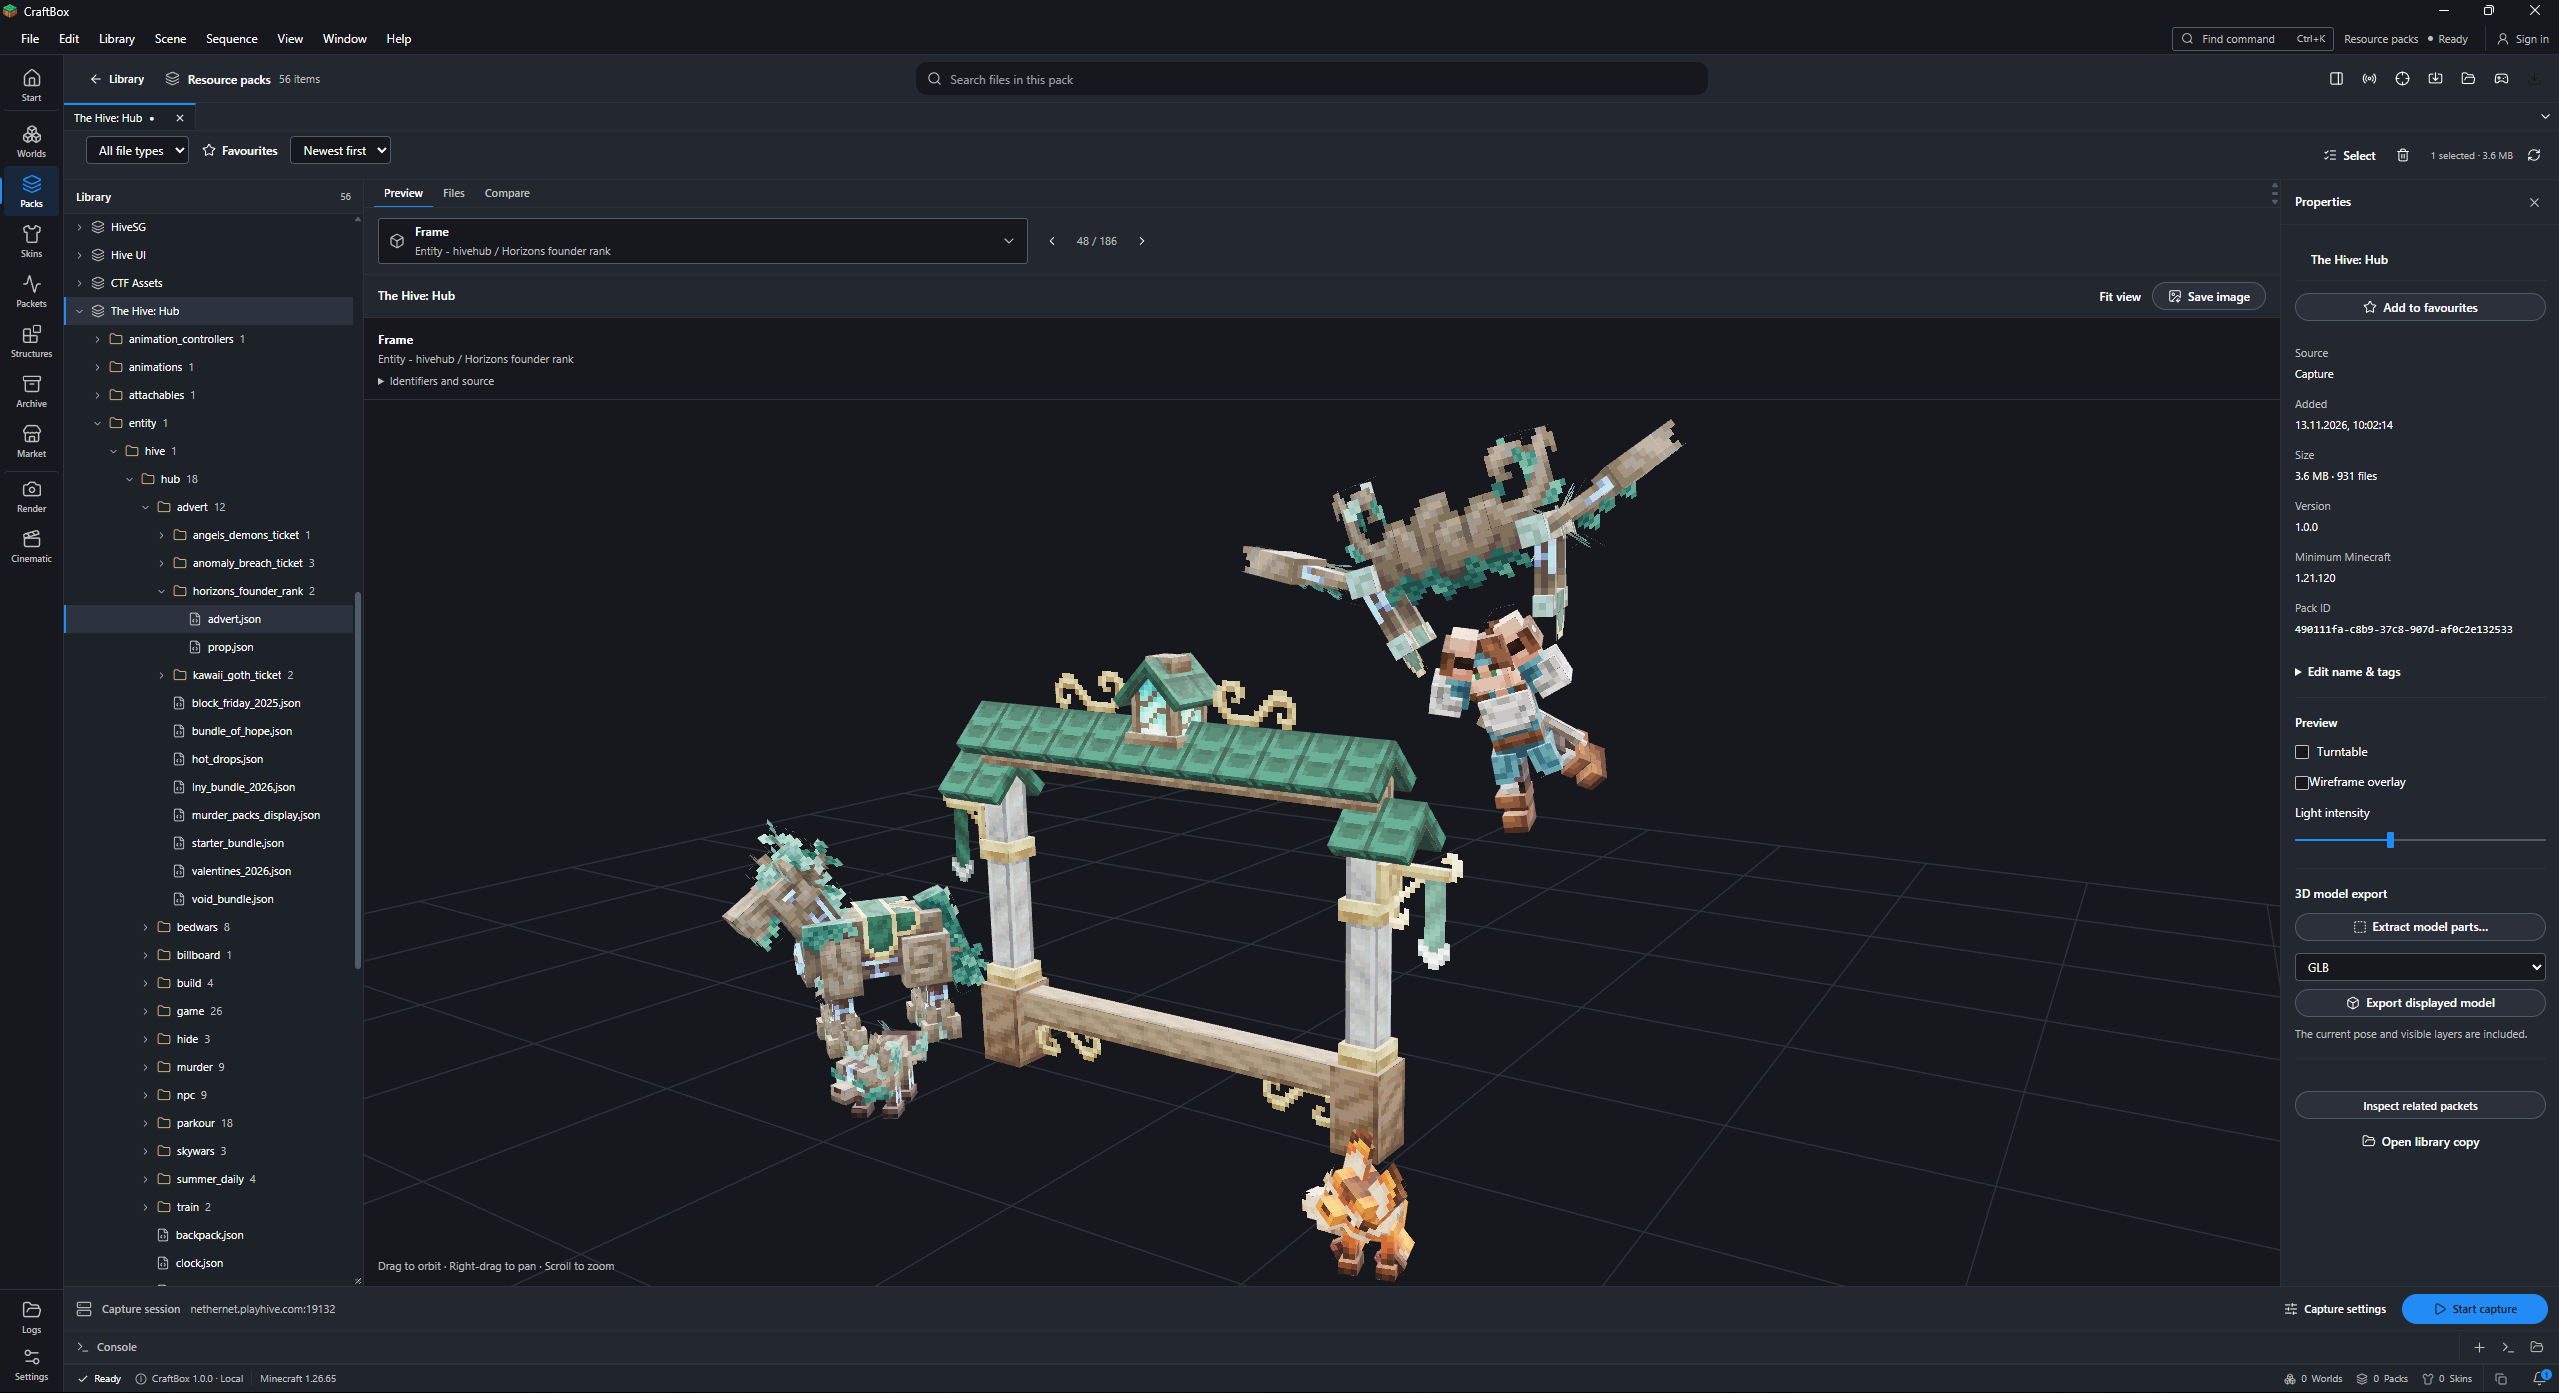 CraftBox
File Edit Library Scene Sequence View Window Help
Find command Ctrl+K Resource packs • Ready Sign in
Start
Worlds
Packs
Skins
Packets
Structures
Archive
Market
Render
Cinematic
Logs
Settings
Library Resource packs 56 items
Search files in this pack
The Hive: Hub •
All file types Favourites Newest first
Select 1 selected · 3.6 MB
Library 56
HiveSG
Hive UI
CTF Assets
The Hive: Hub
animation_controllers 1
animations 1
attachables 1
entity 1
hive 1
hub 18
advert 12
angels_demons_ticket 1
anomaly_breach_ticket 3
horizons_founder_rank 2
advert.json
prop.json
kawaii_goth_ticket 2
block_friday_2025.json
bundle_of_hope.json
hot_drops.json
lny_bundle_2026.json
murder_packs_display.json
starter_bundle.json
valentines_2026.json
void_bundle.json
bedwars 8
billboard 1
build 4
game 26
hide 3
murder 9
npc 9
parkour 18
skywars 3
summer_daily 4
train 2
backpack.json
clock.json
Preview Files Compare
Frame
Entity - hivehub / Horizons founder rank
48 / 186
The Hive: Hub
Fit view Save image
Frame
Entity - hivehub / Horizons founder rank
Identifiers and source
Drag to orbit · Right-drag to pan · Scroll to zoom
Properties
The Hive: Hub
Add to favourites
Source
Capture
Added
13.11.2026, 10:02:14
Size
3.6 MB · 931 files
Version
1.0.0
Minimum Minecraft
1.21.120
Pack ID
490111fa-c8b9-37c8-907d-af0c2e132533
Edit name & tags
Preview
Turntable
Wireframe overlay
Light intensity
3D model export
Extract model parts...
GLB
Export displayed model
The current pose and visible layers are included.
Inspect related packets
Open library copy
Capture session nethernet.playhive.com:19132
Capture settings Start capture
Console
Ready CraftBox 1.0.0 · Local Minecraft 1.26.65
0 Worlds 0 Packs 0 Skins